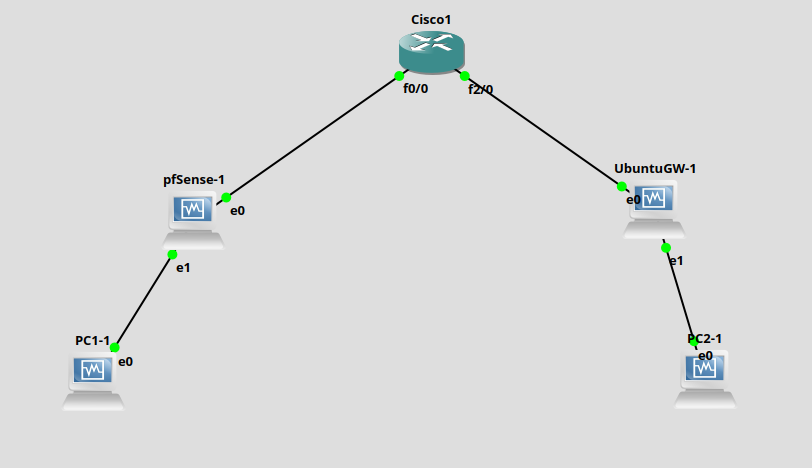 Cisco1
f0/0
f2/0
pfSense-1
e0
e1
UbuntuGW-1
e0
e1
PC1-1
e0
PC2-1
e0